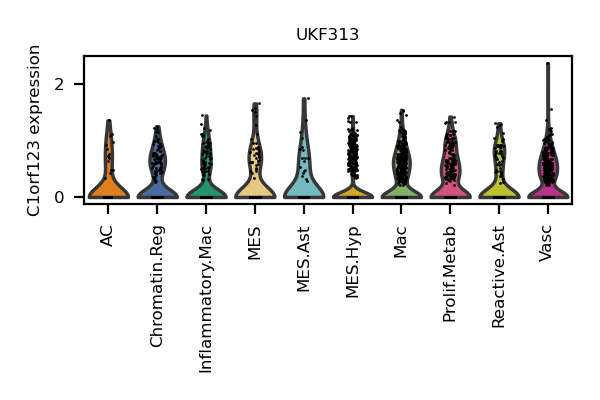 UKF313
C1orf123 expression
2
0
AC
Chromatin.Reg
Inflammatory.Mac
MES
MES.Ast
MES.Hyp
Mac
Prolif.Metab
Reactive.Ast
Vasc